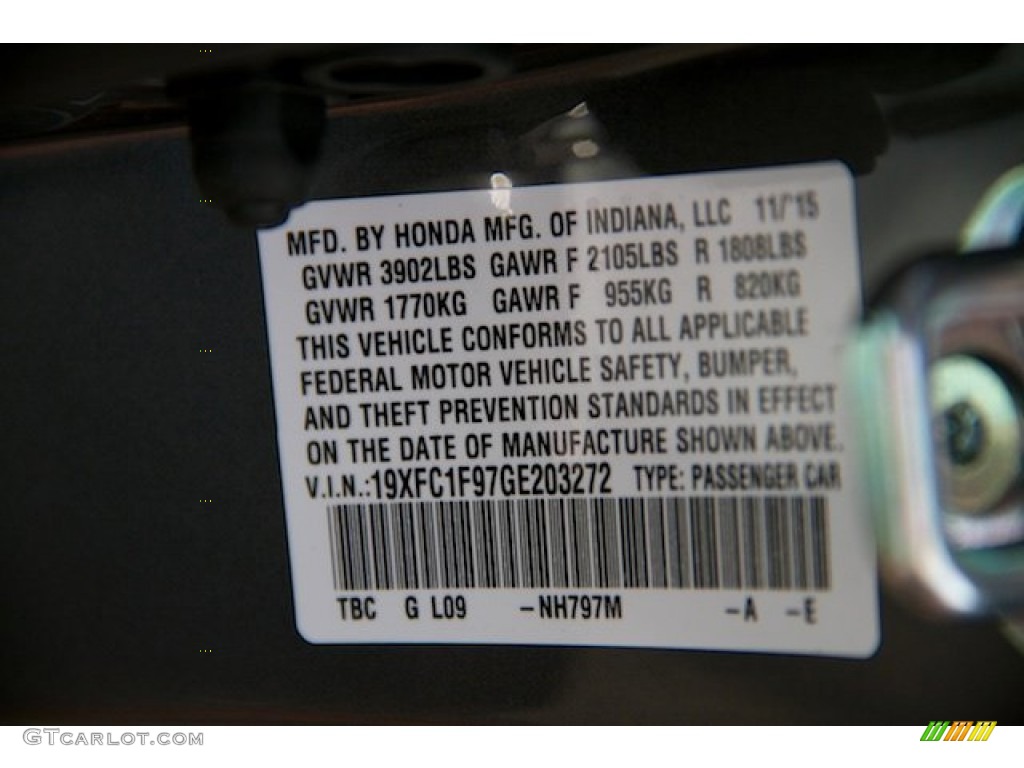 MFD. BY HONDA MFG. OF INDIANA, LLC 11/'15
GVWR 3902LBS GAWR F 2105LBS R 1808LBS
GVWR 1770KG GAWR F 955KG R 820KG
THIS VEHICLE CONFORMS TO ALL APPLICABLE
FEDERAL MOTOR VEHICLE SAFETY, BUMPER,
AND THEFT PREVENTION STANDARDS IN EFFECT
ON THE DATE OF MANUFACTURE SHOWN ABOVE.
V.I.N.:19XFC1F97GE203272 TYPE: PASSENGER CAR
TBC G L09 -NH797M -A -E
GTCARLOT.COM